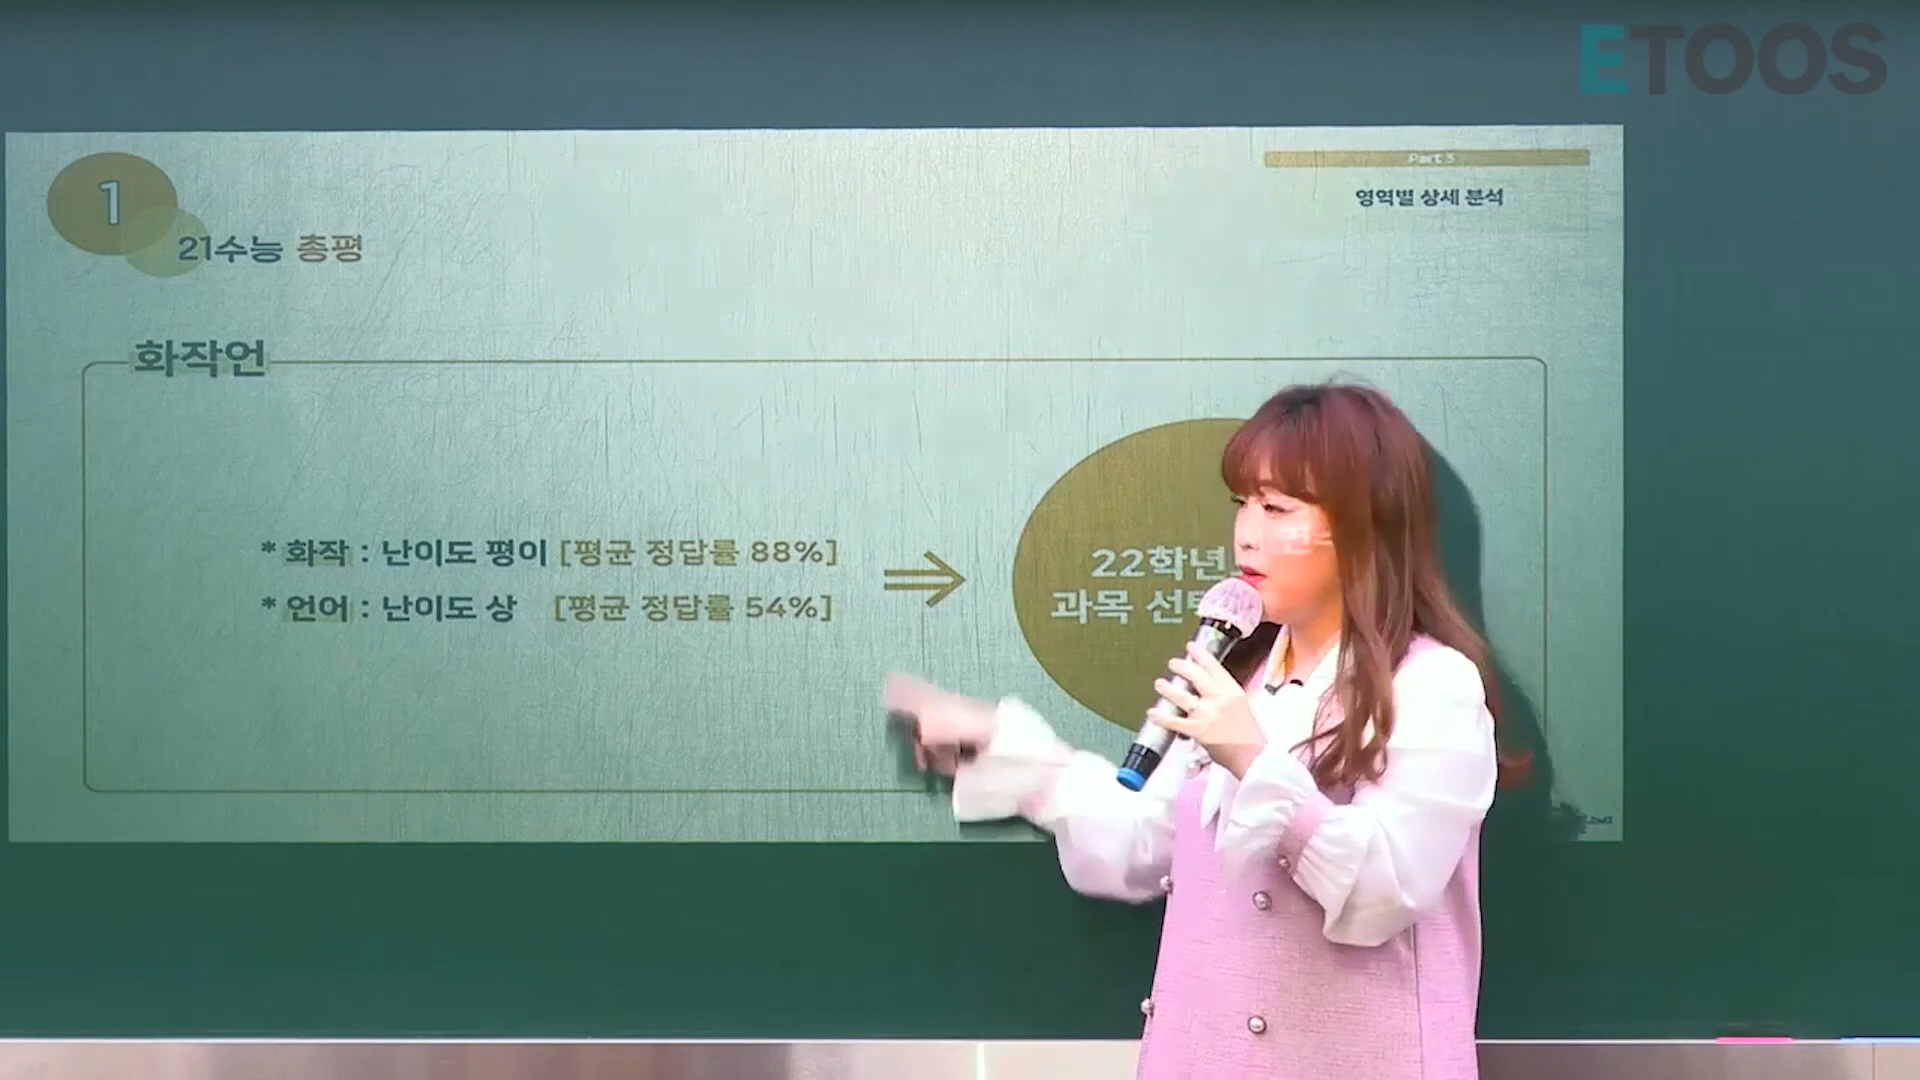 ETOOS
Part 3
영역별 상세 분석
1
21수능 총평
화작언
* 화작 : 난이도 평이 [평균 정답률 88%]
* 언어 : 난이도 상 [평균 정답률 54%]
⇒
22학년
과목